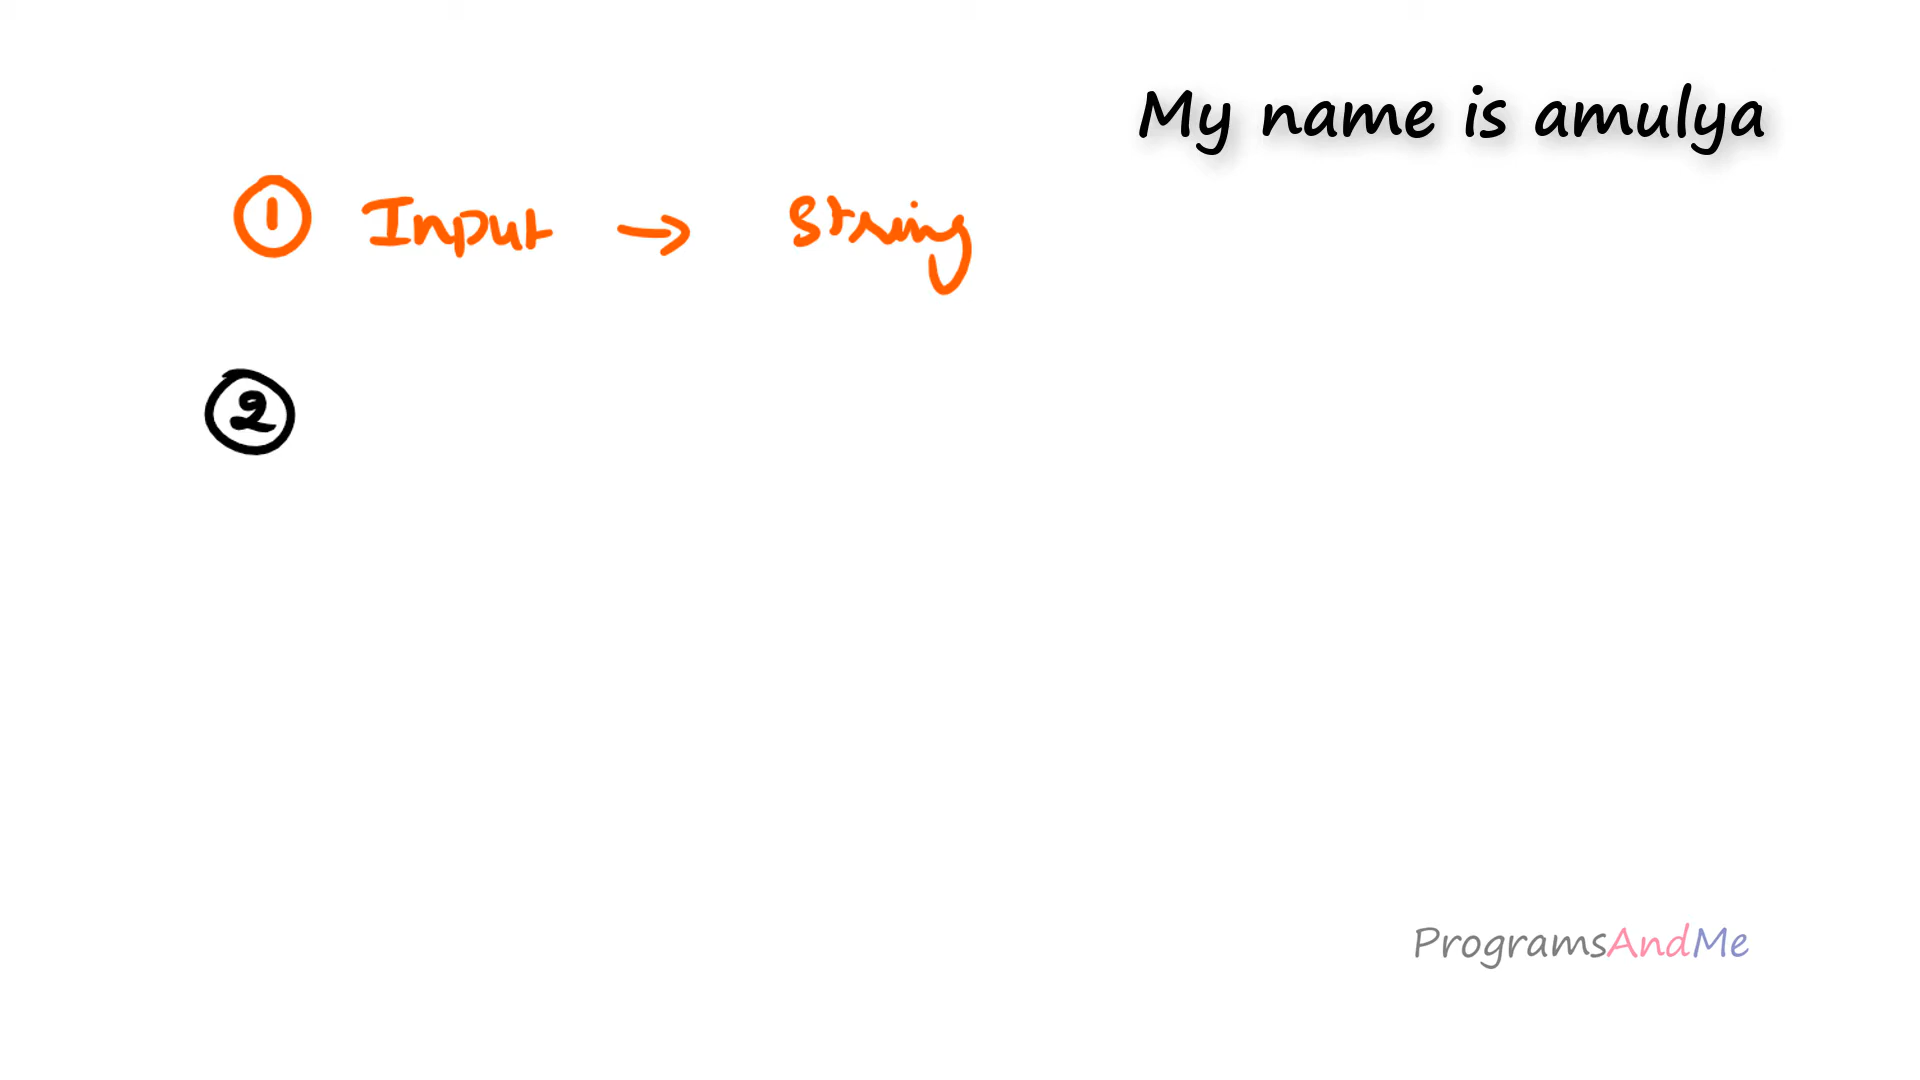 My name is amulya
① Input → String
②
ProgramsAndMe